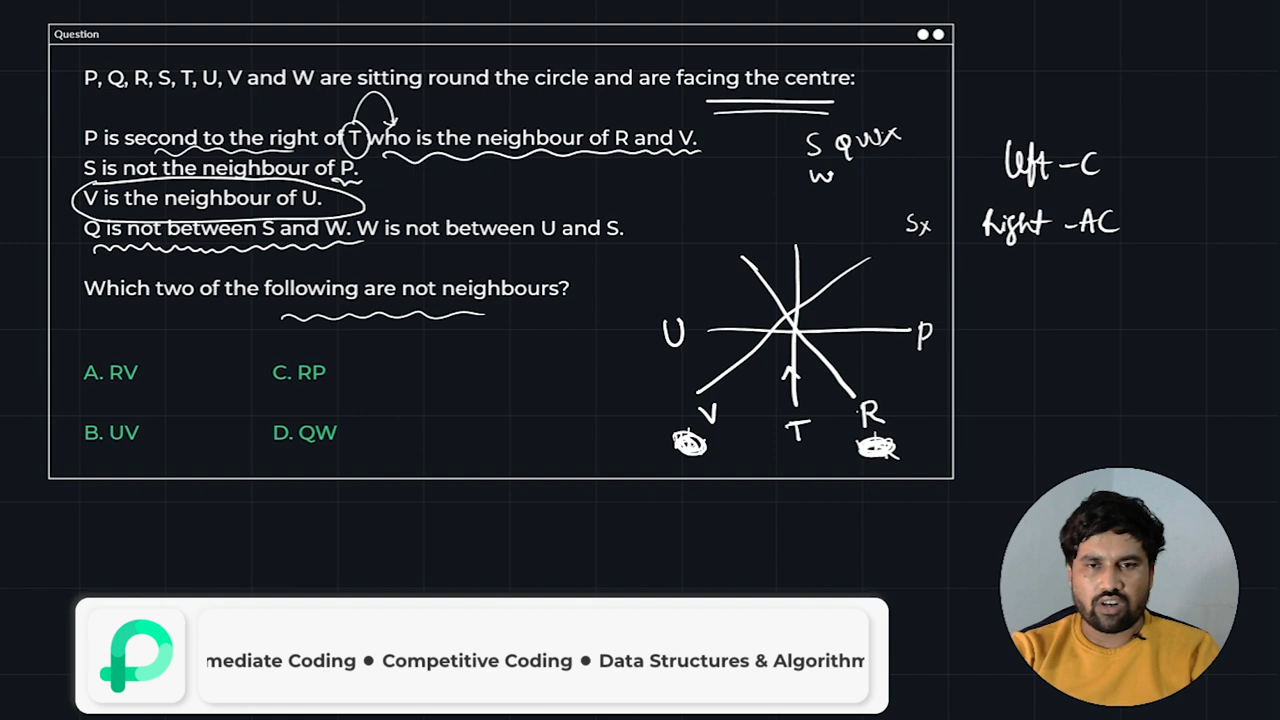 Question
P, Q, R, S, T, U, V and W are sitting round the circle and are facing the centre:
P is second to the right of T who is the neighbour of R and V.
S is not the neighbour of P.
V is the neighbour of U.
Q is not between S and W. W is not between U and S.
Which two of the following are not neighbours?
A. RV
C. RP
B. UV
D. QW
S Q W x
W
left - C
Right - AC
Sx
U
P
V
T
R
mediate Coding ● Competitive Coding ● Data Structures & Algorithm